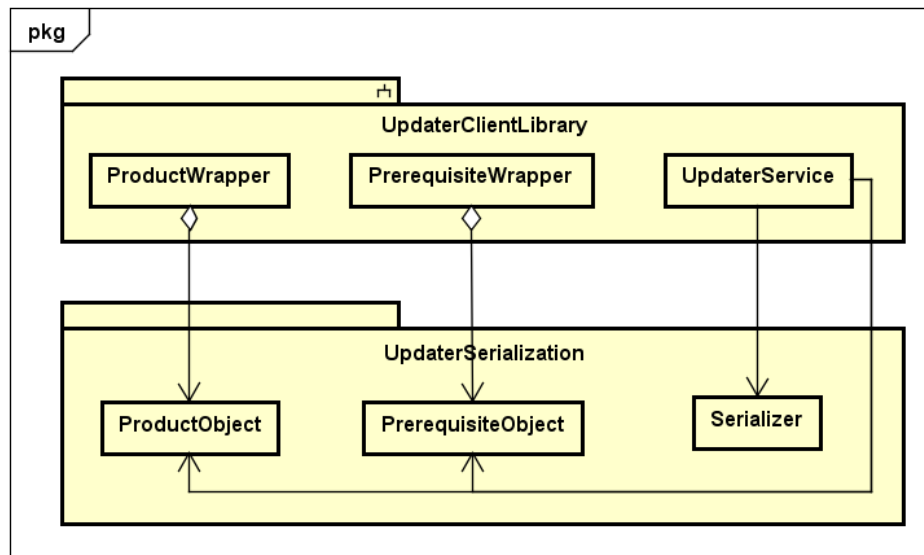 pkg
UpdaterClientLibrary
ProductWrapper
PrerequisiteWrapper
UpdaterService
UpdaterSerialization
ProductObject
PrerequisiteObject
Serializer